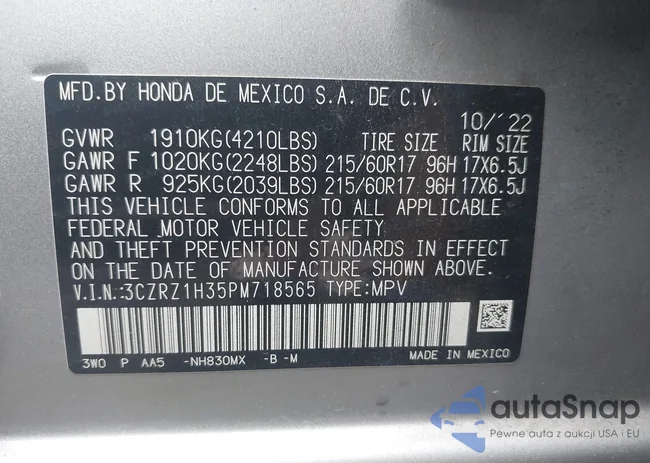 MFD.BY HONDA DE MEXICO S.A. DE C.V.
10/'22
GVWR 1910KG(4210LBS) TIRE SIZE RIM SIZE
GAWR F 1020KG(2248LBS) 215/60R17 96H 17X6.5J
GAWR R 925KG(2039LBS) 215/60R17 96H 17X6.5J
THIS VEHICLE CONFORMS TO ALL APPLICABLE
FEDERAL MOTOR VEHICLE SAFETY
AND THEFT PREVENTION STANDARDS IN EFFECT
ON THE DATE OF MANUFACTURE SHOWN ABOVE.
V.I.N.:3CZRZ1H35PM718565 TYPE:MPV
3W0 P AA5 -NH830MX -B -M MADE IN MEXICO
autaSnap
Pewne auta z aukcji USA i EU